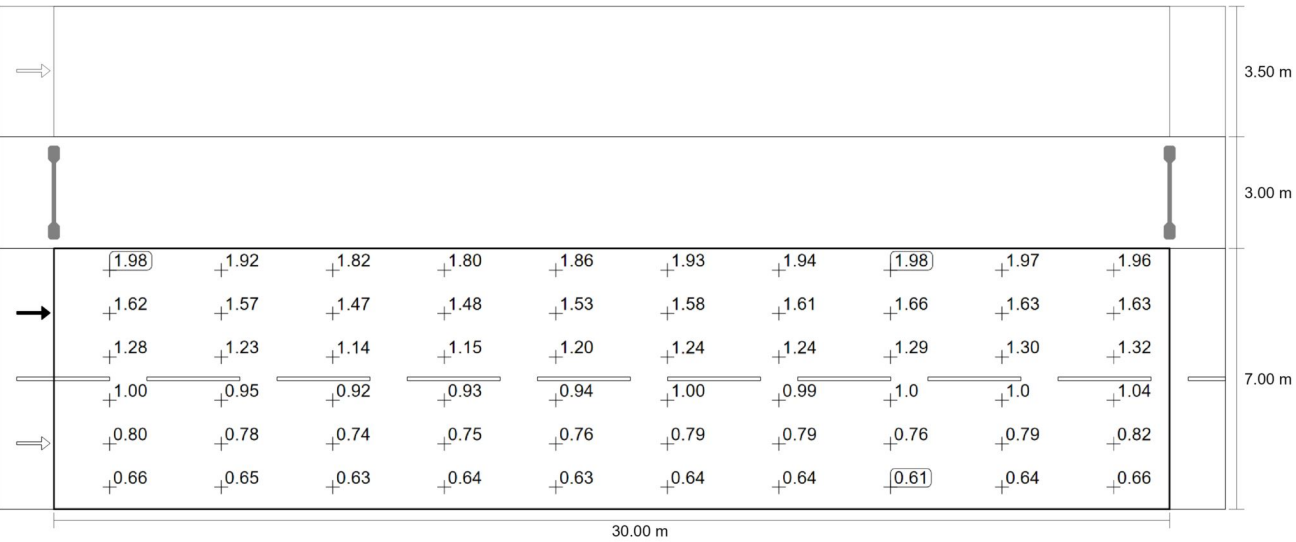 3.50 m
3.00 m
1.98 1.92 1.82 1.80 1.86 1.93 1.94 1.98 1.97 1.96
1.62 1.57 1.47 1.48 1.53 1.58 1.61 1.66 1.63 1.63
1.28 1.23 1.14 1.15 1.20 1.24 1.24 1.29 1.30 1.32
7.00 m
1.00 0.95 0.92 0.93 0.94 1.00 0.99 1.0 1.0 1.04
0.80 0.78 0.74 0.75 0.76 0.79 0.79 0.76 0.79 0.82
0.66 0.65 0.63 0.64 0.63 0.64 0.64 0.61 0.64 0.66
30.00 m